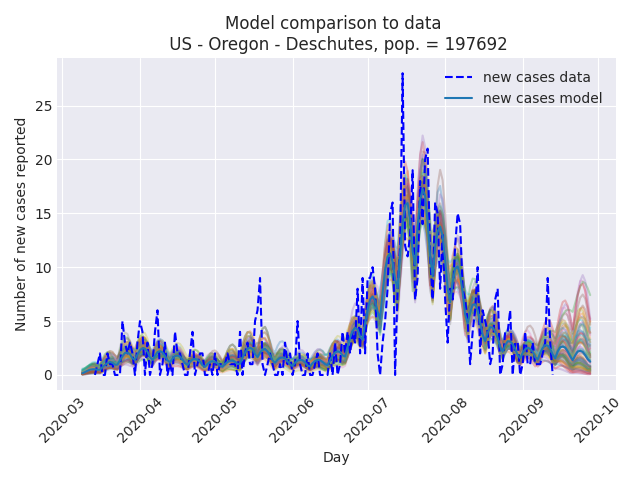 Model comparison to data
US - Oregon - Deschutes, pop. = 197692
new cases data
new cases model
Number of new cases reported
25
20
15
10
5
0
2020-03
2020-04
2020-05
2020-06
2020-07
2020-08
2020-09
2020-10
Day